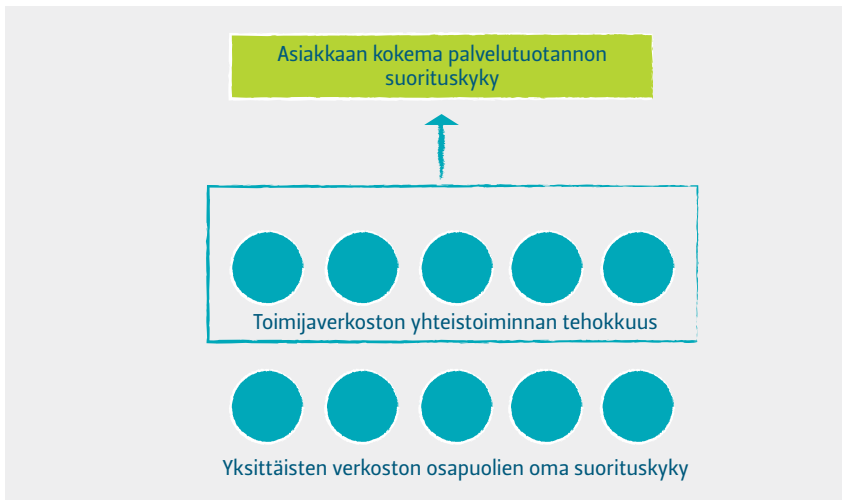 Asiakkaan kokema palvelutuotannon
suorituskyky
Toimijaverkoston yhteistoiminnan tehokkuus
Yksittäisten verkoston osapuolien oma suorituskyky